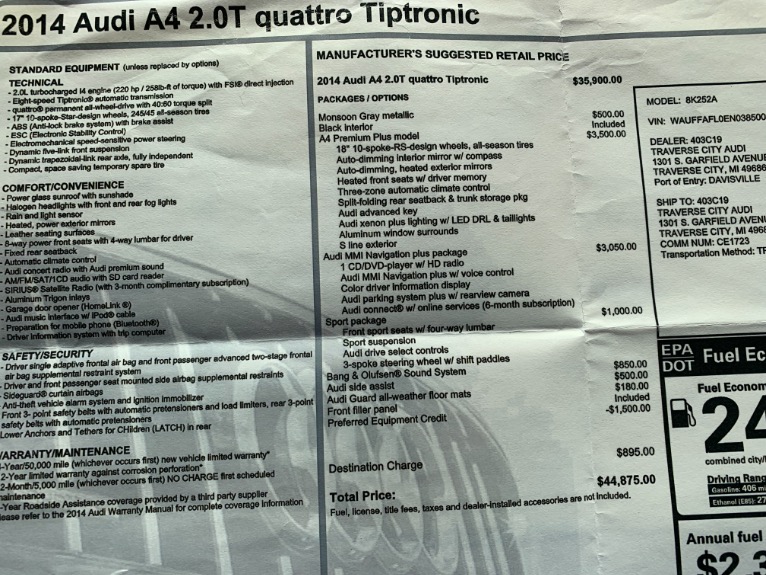 2014 Audi A4 2.0T quattro Tiptronic
STANDARD EQUIPMENT (unless replaced by options)
TECHNICAL
- 2.0L turbocharged I4 engine (220 hp / 258lb-ft of torque) with FSI® direct injection
- Eight-speed Tiptronic® automatic transmission
- quattro® permanent all-wheel-drive with 40:60 torque split
- 17" 10-spoke-Star-design wheels, 245/45 all-season tires
- ABS (Anti-lock brake system) with brake assist
- ESC (Electronic Stability Control)
- Electromechanical speed-sensitive power steering
- Dynamic five-link front suspension
- Dynamic trapezoidal-link rear axle, fully independent
- Compact, space saving temporary spare tire
COMFORT/CONVENIENCE
- Power glass sunroof with sunshade
- Halogen headlights with front and rear fog lights
- Rain and light sensor
- Heated, power exterior mirrors
- Leather seating surfaces
- 8-way power front seats with 4-way lumbar for driver
- Fixed rear seatback
- Automatic climate control
- Audi concert radio with Audi premium sound
- AM/FM/SAT/1CD audio with SD card reader
- SIRIUS® Satellite Radio (with 3-month complimentary subscription)
- Aluminum Trigon inlays
- Garage door opener (HomeLink ®)
- Audi music interface w/ iPod® cable
- Preparation for mobile phone (Bluetooth®)
- Driver information system with trip computer
SAFETY/SECURITY
- Driver single adaptive frontal air bag and front passenger advanced two-stage frontal
air bag supplemental restraint system
- Driver and front passenger seat mounted side airbag supplemental restraints
- Sideguard® curtain airbags
- Anti-theft vehicle alarm system and ignition immobilizer
Front 3- point safety belts with automatic pretensioners and load limiters, rear 3-point
safety belts with automatic pretensioners
Lower Anchors and Tethers for CHildren (LATCH) in rear
WARRANTY/MAINTENANCE
-Year/50,000 mile (whichever occurs first) new vehicle limited warranty*
2-Year limited warranty against corrosion perforation*
2-Month/5,000 mile (whichever occurs first) NO CHARGE first scheduled
maintenance
-Year Roadside Assistance coverage provided by a third party supplier
ease refer to the 2014 Audi Warranty Manual for complete coverage information
MANUFACTURER'S SUGGESTED RETAIL PRICE
2014 Audi A4 2.0T quattro Tiptronic $35,900.00
PACKAGES / OPTIONS
Monsoon Gray metallic $500.00
Black interior Included
A4 Premium Plus model $3,500.00
18" 10-spoke-RS-design wheels, all-season tires
Auto-dimming interior mirror w/ compass
Auto-dimming, heated exterior mirrors
Heated front seats w/ driver memory
Three-zone automatic climate control
Split-folding rear seatback & trunk storage pkg
Audi advanced key
Audi xenon plus lighting w/ LED DRL & taillights
Aluminum window surrounds
S line exterior
Audi MMI Navigation plus package $3,050.00
1 CD/DVD-player w/ HD radio
Audi MMI Navigation plus w/ voice control
Color driver information display
Audi parking system plus w/ rearview camera
Audi connect® w/ online services (6-month subscription)
Sport package $1,000.00
Front sport seats w/ four-way lumbar
Sport suspension
Audi drive select controls
3-spoke steering wheel w/ shift paddles
Bang & Olufsen® Sound System $850.00
Audi side assist $500.00
Audi Guard all-weather floor mats $180.00
Front filler panel Included
Preferred Equipment Credit -$1,500.00
Destination Charge $895.00
Total Price: $44,875.00
Fuel, license, title fees, taxes and dealer-installed accessories are not included.
MODEL: 8K252A
VIN: WAUFFAFL0EN038500
DEALER: 403C19
TRAVERSE CITY AUDI
1301 S. GARFIELD AVENUE
TRAVERSE CITY, MI 49686
Port of Entry: DAVISVILLE
SHIP TO: 403C19
TRAVERSE CITY AUDI
1301 S. GARFIELD AVENU
TRAVERSE CITY, MI 4968
COMM NUM: CE1723
Transportation Method: TR
EPA
DOT
Fuel Ec
Fuel Econom
24
combined city/
Driving Rang
Gasoline: 406 mi
Ethanol (E85): 27
Annual fuel
$2,3